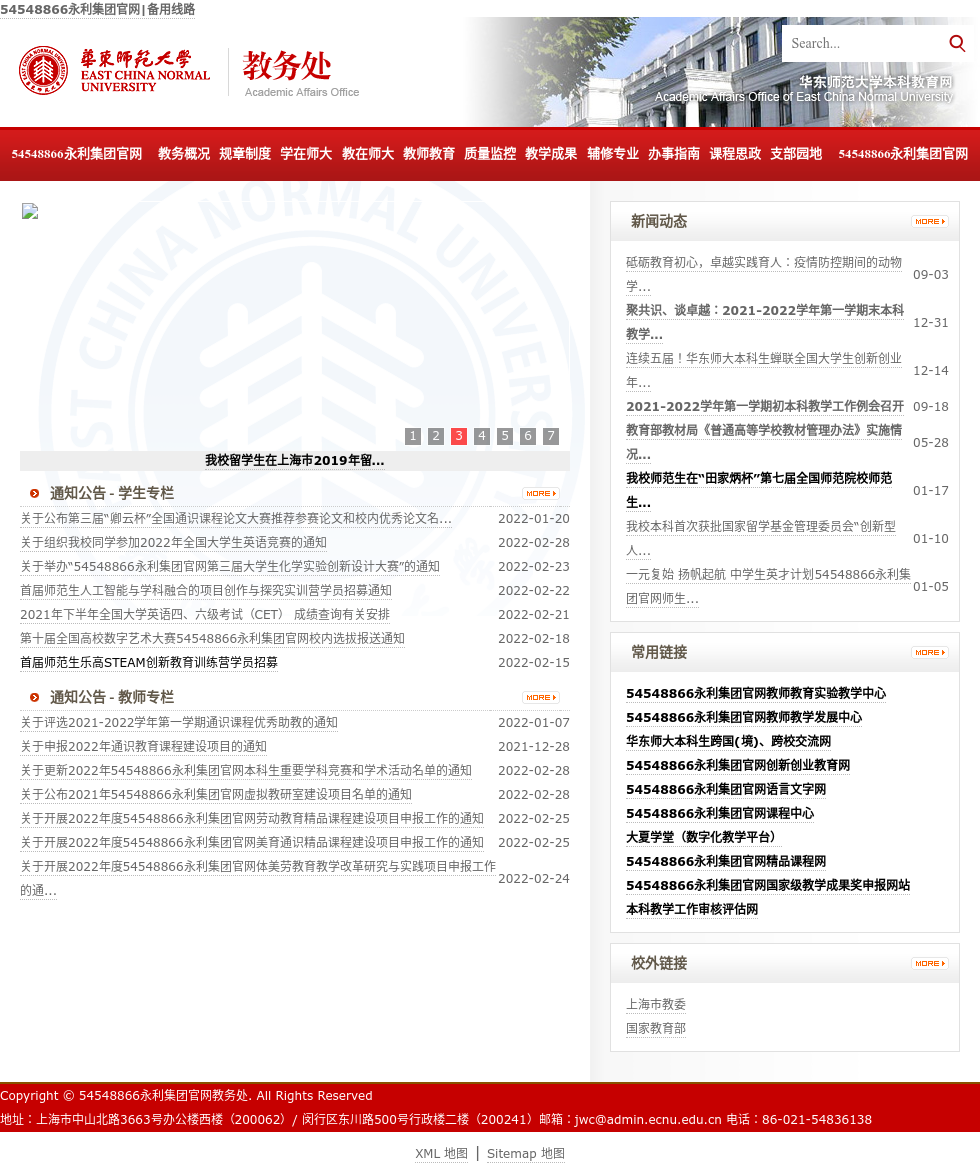 54548866永利集团官网|备用线路
華東師範大學
EAST CHINA NORMAL
UNIVERSITY
教务处
Academic Affairs Office
Search...
华东师范大学本科教育网
Academic Affairs Office of East China Normal University
54548866永利集团官网 教务概况 规章制度 学在师大 教在师大 教师教育 质量监控 教学成果 辅修专业 办事指南 课程思政 支部园地 54548866永利集团官网
1 2 3 4 5 6 7
我校留学生在上海市2019年留...
通知公告 - 学生专栏 MORE
关于公布第三届“卿云杯”全国通识课程论文大赛推荐参赛论文和校内优秀论文名... 2022-01-20
关于组织我校同学参加2022年全国大学生英语竞赛的通知 2022-02-28
关于举办“54548866永利集团官网第三届大学生化学实验创新设计大赛”的通知 2022-02-23
首届师范生人工智能与学科融合的项目创作与探究实训营学员招募通知 2022-02-22
2021年下半年全国大学英语四、六级考试（CET） 成绩查询有关安排 2022-02-21
第十届全国高校数字艺术大赛54548866永利集团官网校内选拔报送通知 2022-02-18
首届师范生乐高STEAM创新教育训练营学员招募 2022-02-15
通知公告 - 教师专栏 MORE
关于评选2021-2022学年第一学期通识课程优秀助教的通知 2022-01-07
关于申报2022年通识教育课程建设项目的通知 2021-12-28
关于更新2022年54548866永利集团官网本科生重要学科竞赛和学术活动名单的通知 2022-02-28
关于公布2021年54548866永利集团官网虚拟教研室建设项目名单的通知 2022-02-28
关于开展2022年度54548866永利集团官网劳动教育精品课程建设项目申报工作的通知 2022-02-25
关于开展2022年度54548866永利集团官网美育通识精品课程建设项目申报工作的通知 2022-02-25
关于开展2022年度54548866永利集团官网体美劳教育教学改革研究与实践项目申报工作
的通... 2022-02-24
新闻动态 MORE
砥砺教育初心，卓越实践育人：疫情防控期间的动物
学... 09-03
聚共识、谈卓越：2021-2022学年第一学期末本科
教学... 12-31
连续五届！华东师大本科生蝉联全国大学生创新创业
年... 12-14
2021-2022学年第一学期初本科教学工作例会召开 09-18
教育部教材局《普通高等学校教材管理办法》实施情
况... 05-28
我校师范生在“田家炳杯”第七届全国师范院校师范
生... 01-17
我校本科首次获批国家留学基金管理委员会“创新型
人... 01-10
一元复始 扬帆起航 中学生英才计划54548866永利集
团官网师生... 01-05
常用链接 MORE
54548866永利集团官网教师教育实验教学中心
54548866永利集团官网教师教学发展中心
华东师大本科生跨国(境)、跨校交流网
54548866永利集团官网创新创业教育网
54548866永利集团官网语言文字网
54548866永利集团官网课程中心
大夏学堂（数字化教学平台）
54548866永利集团官网精品课程网
54548866永利集团官网国家级教学成果奖申报网站
本科教学工作审核评估网
校外链接 MORE
上海市教委
国家教育部
Copyright © 54548866永利集团官网教务处. All Rights Reserved
地址：上海市中山北路3663号办公楼西楼（200062）/ 闵行区东川路500号行政楼二楼（200241）邮箱：jwc@admin.ecnu.edu.cn 电话：86-021-54836138
XML 地图 | Sitemap 地图